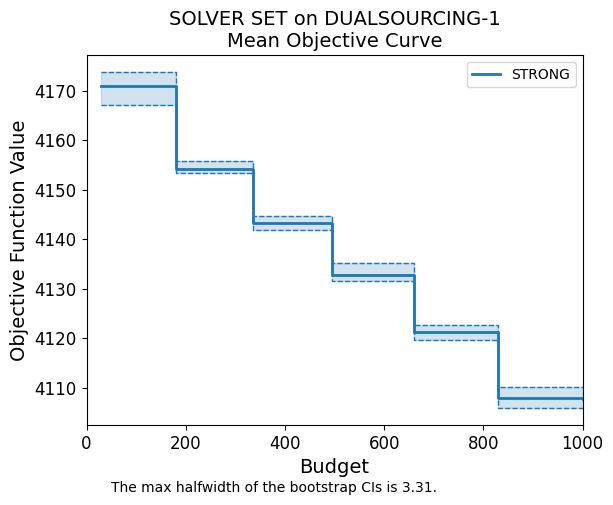 SOLVER SET on DUALSOURCING-1
Mean Objective Curve
STRONG
Objective Function Value
4170
4160
4150
4140
4130
4120
4110
0 200 400 600 800 1000
Budget
The max halfwidth of the bootstrap CIs is 3.31.